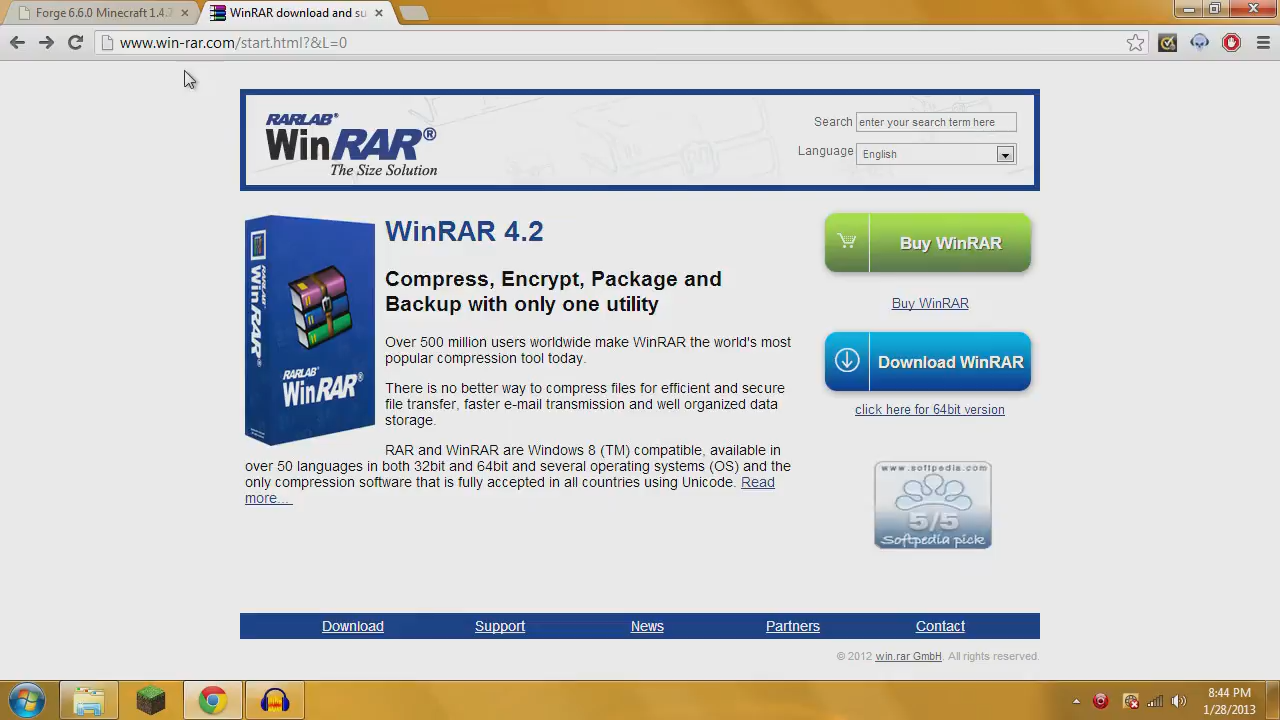 Forge 6.6.0 Minecraft 1.4.7
WinRAR download and su
www.win-rar.com/start.html?&L=0
RARLAB®
WinRAR®
The Size Solution
Search enter your search term here
Language English
WinRAR
RARLAB
WinRAR
WinRAR 4.2
Compress, Encrypt, Package and
Backup with only one utility
Over 500 million users worldwide make WinRAR the world's most
popular compression tool today.
There is no better way to compress files for efficient and secure
file transfer, faster e-mail transmission and well organized data
storage.
RAR and WinRAR are Windows 8 (TM) compatible, available in
over 50 languages in both 32bit and 64bit and several operating systems (OS) and the
only compression software that is fully accepted in all countries using Unicode. Read
more...
Buy WinRAR
Buy WinRAR
Download WinRAR
click here for 64bit version
www.softpedia.com
5/5
Softpedia pick
Download Support News Partners Contact
© 2012 win.rar GmbH. All rights reserved.
8:44 PM
1/28/2013